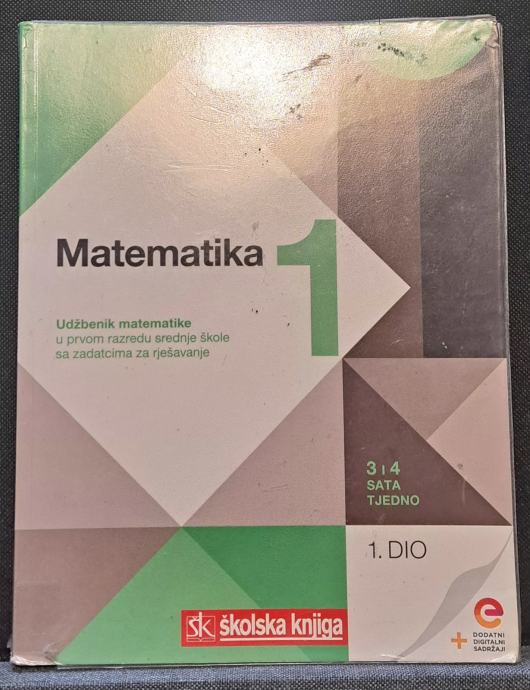 Matematika 1
Udžbenik matematike
u prvom razredu srednje škole
sa zadatcima za rješavanje
3 i 4
SATA
TJEDNO
1. DIO
ŠK školska knjiga
e
+ DODATNI
DIGITALNI
SADRŽAJI